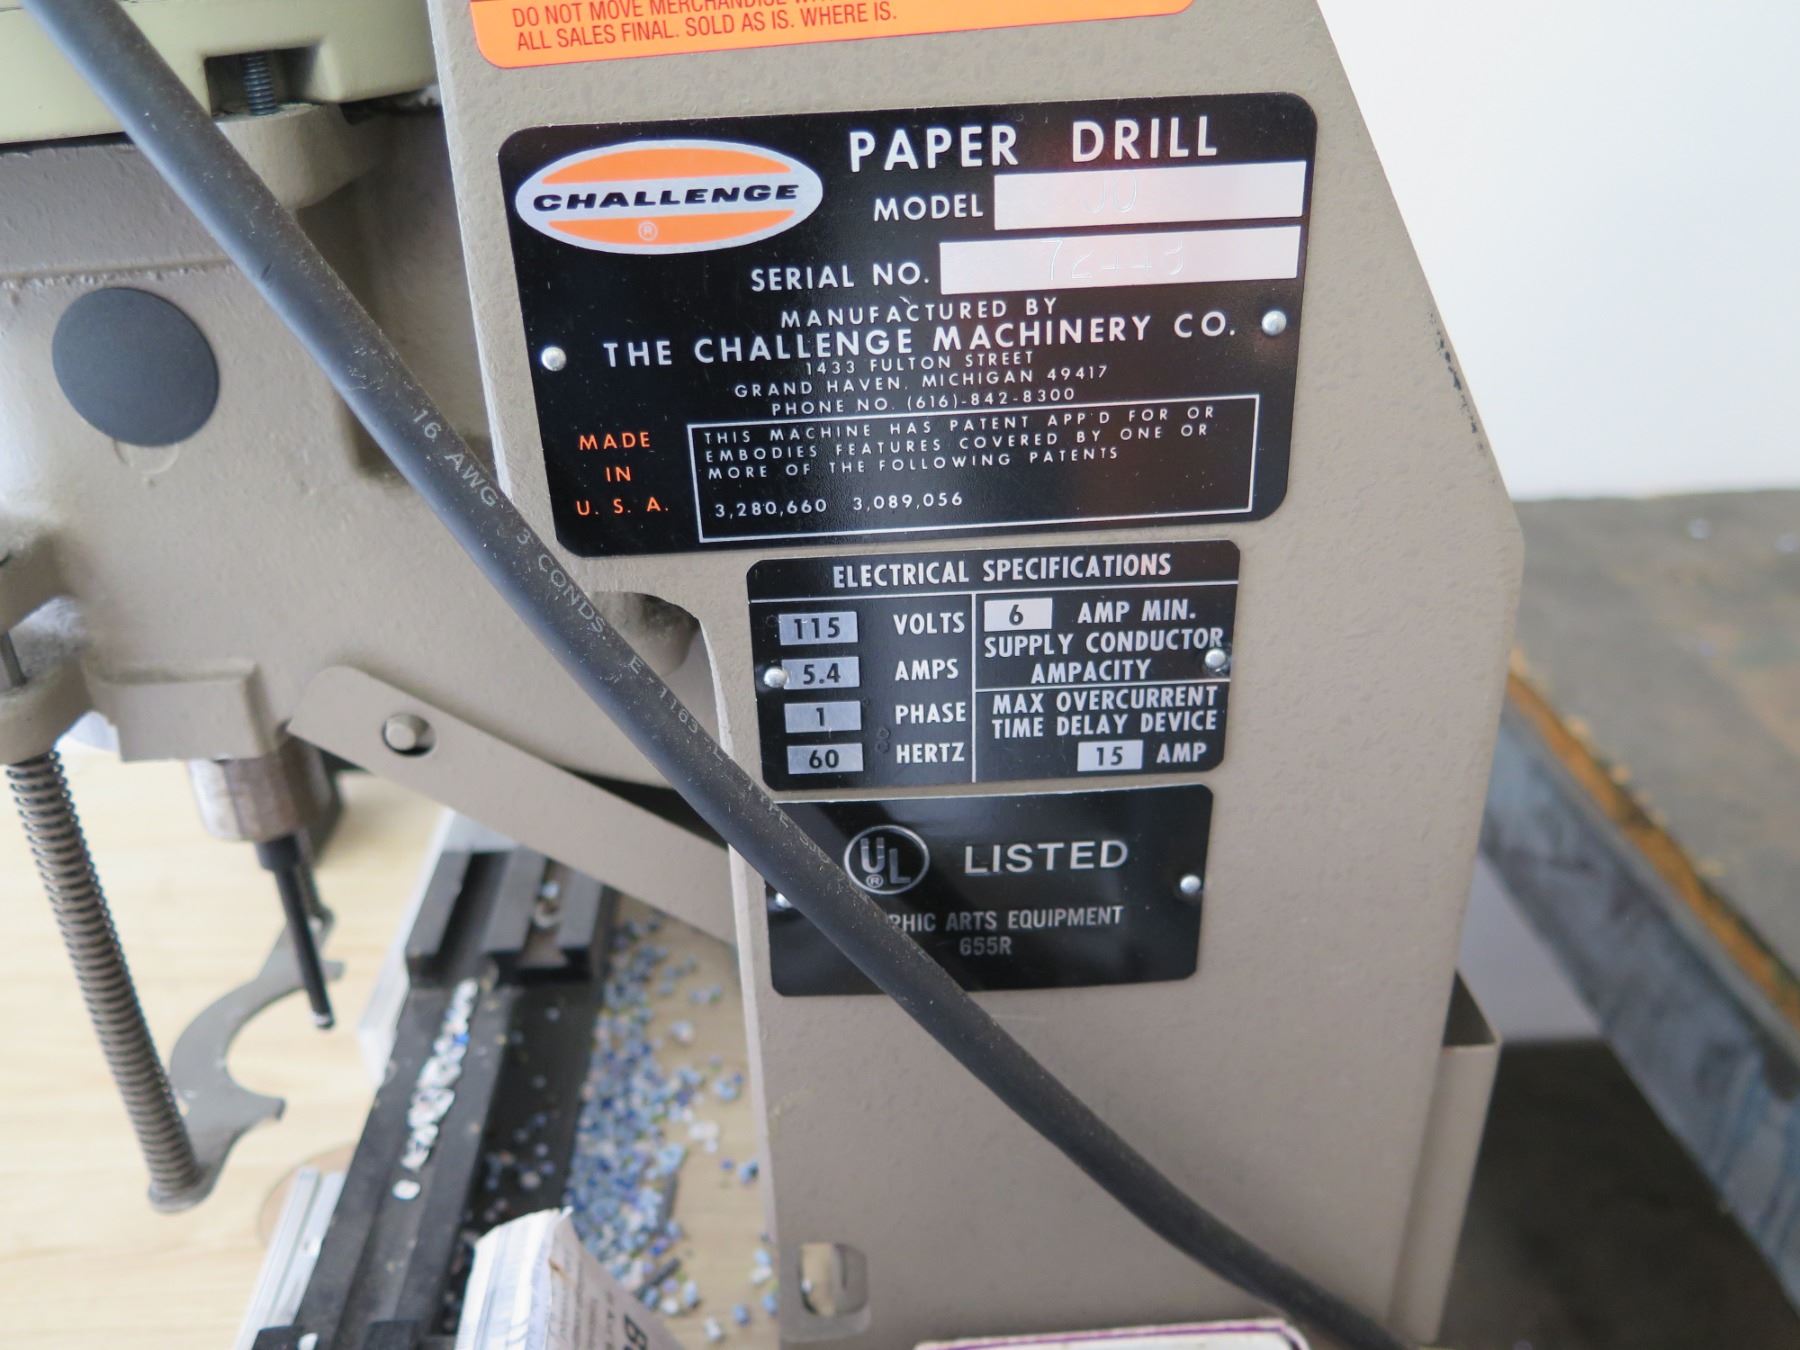 DO NOT MOVE MERCHANDISE
ALL SALES FINAL. SOLD AS IS. WHERE IS.
CHALLENGE
®
PAPER DRILL
MODEL
SERIAL NO.
MANUFACTURED BY
THE CHALLENGE MACHINERY CO.
1433 FULTON STREET
GRAND HAVEN, MICHIGAN 49417
PHONE NO. (616)-842-8300
MADE
IN
U. S. A.
THIS MACHINE HAS PATENT APP'D FOR OR
EMBODIES FEATURES COVERED BY ONE OR
MORE OF THE FOLLOWING PATENTS
3,280,660 3,089,056
ELECTRICAL SPECIFICATIONS
115 VOLTS
5.4 AMPS
1 PHASE
60 HERTZ
6 AMP MIN.
SUPPLY CONDUCTOR
AMPACITY
MAX OVERCURRENT
TIME DELAY DEVICE
15 AMP
UL® LISTED
ARTS EQUIPMENT
655R
16 AWG 3 CONDS.